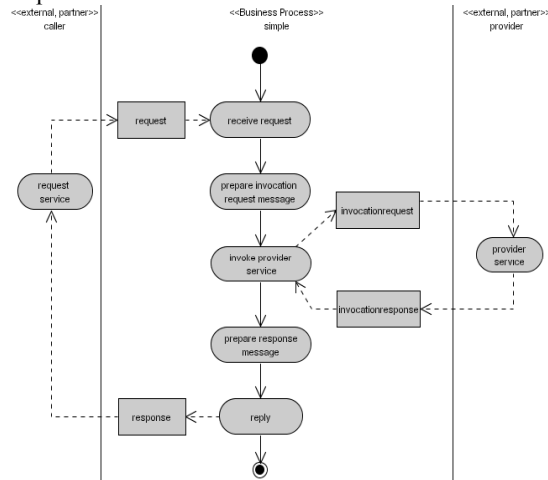 <<external, partner>>
caller
<<Business Process>>
simple
<<external, partner>>
provider
request
receive request
request
service
prepare invocation
request message
invocationrequest
invoke provider
service
provider
service
invocationresponse
prepare response
message
response
reply